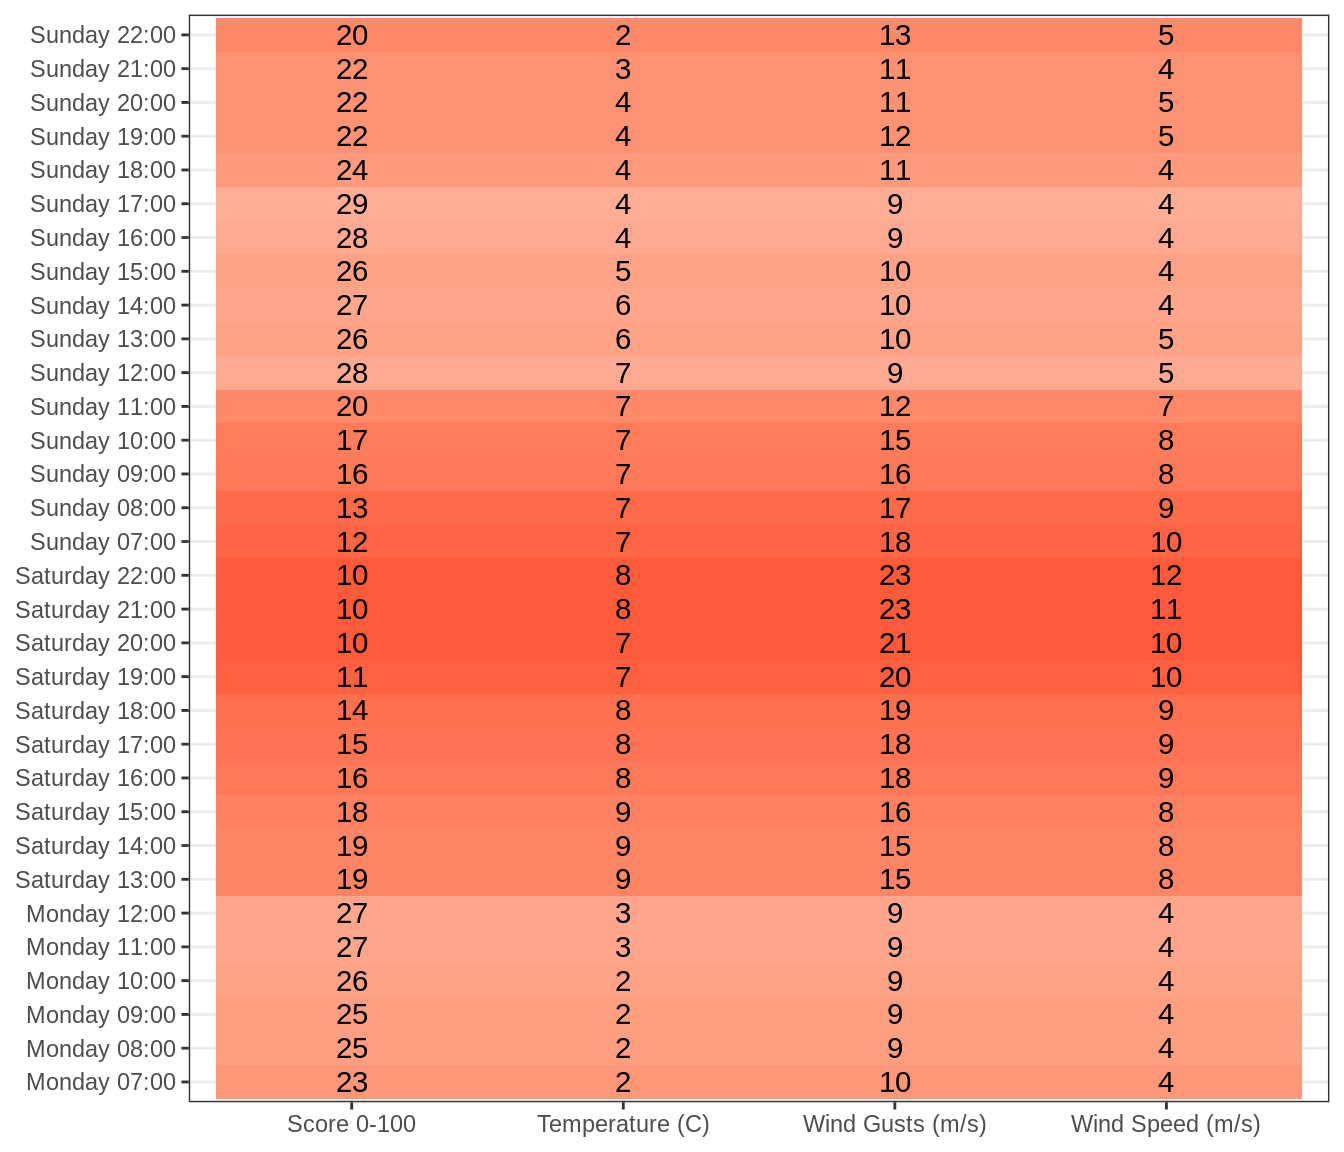 Sunday 22:00 20 2 13 5
Sunday 21:00 22 3 11 4
Sunday 20:00 22 4 11 5
Sunday 19:00 22 4 12 5
Sunday 18:00 24 4 11 4
Sunday 17:00 29 4 9 4
Sunday 16:00 28 4 9 4
Sunday 15:00 26 5 10 4
Sunday 14:00 27 6 10 4
Sunday 13:00 26 6 10 5
Sunday 12:00 28 7 9 5
Sunday 11:00 20 7 12 7
Sunday 10:00 17 7 15 8
Sunday 09:00 16 7 16 8
Sunday 08:00 13 7 17 9
Sunday 07:00 12 7 18 10
Saturday 22:00 10 8 23 12
Saturday 21:00 10 8 23 11
Saturday 20:00 10 7 21 10
Saturday 19:00 11 7 20 10
Saturday 18:00 14 8 19 9
Saturday 17:00 15 8 18 9
Saturday 16:00 16 8 18 9
Saturday 15:00 18 9 16 8
Saturday 14:00 19 9 15 8
Saturday 13:00 19 9 15 8
Monday 12:00 27 3 9 4
Monday 11:00 27 3 9 4
Monday 10:00 26 2 9 4
Monday 09:00 25 2 9 4
Monday 08:00 25 2 9 4
Monday 07:00 23 2 10 4
Score 0-100 Temperature (C) Wind Gusts (m/s) Wind Speed (m/s)